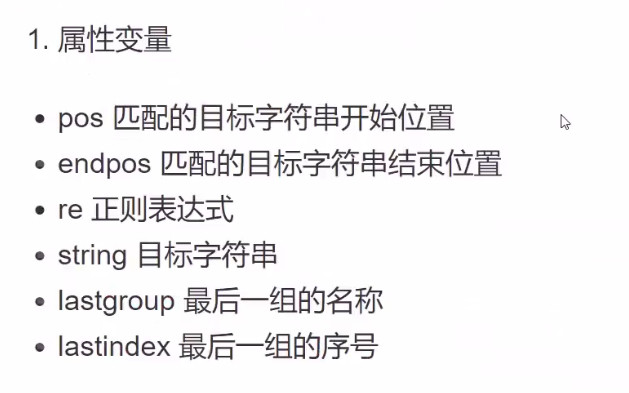 1. 属性变量
• pos 匹配的目标字符串开始位置
• endpos 匹配的目标字符串结束位置
• re 正则表达式
• string 目标字符串
• lastgroup 最后一组的名称
• lastindex 最后一组的序号